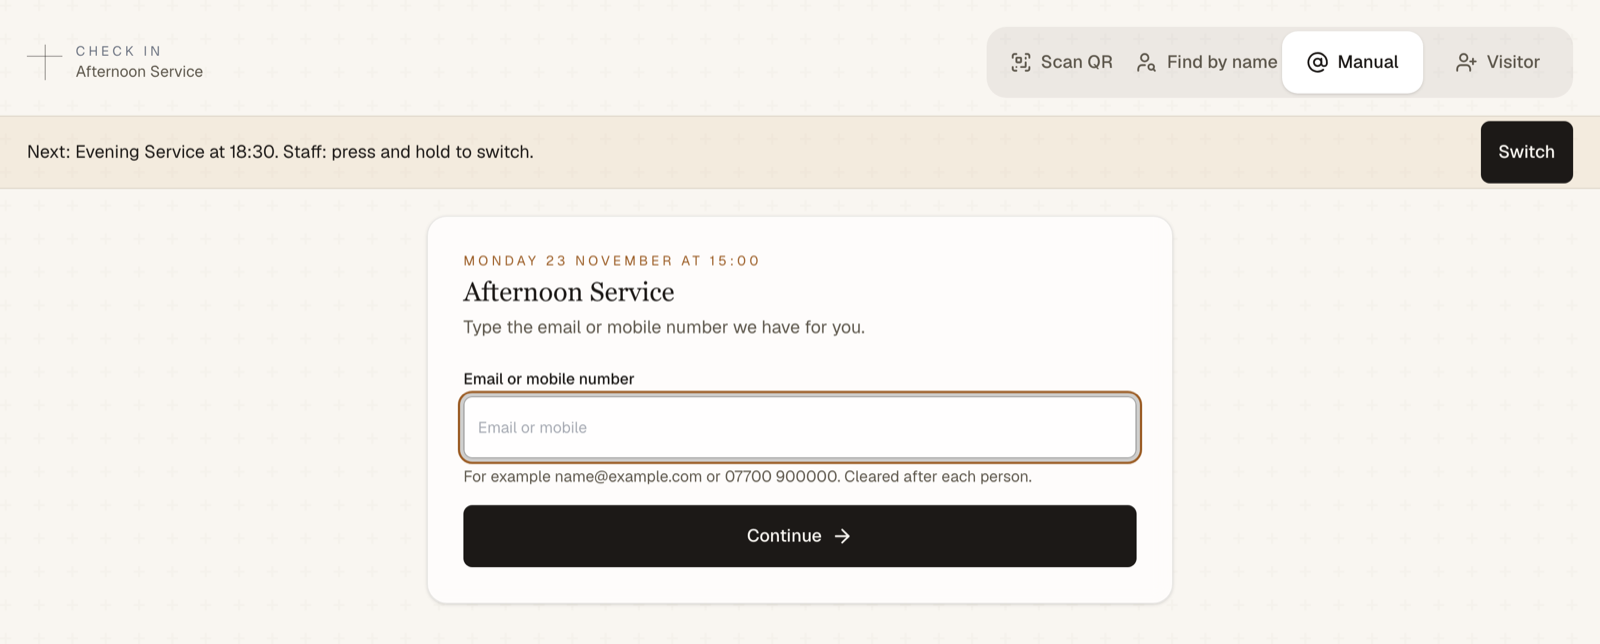 CHECK IN
Afternoon Service
Scan QR
Find by name
Manual
Visitor
Next: Evening Service at 18:30. Staff: press and hold to switch.
Switch
MONDAY 23 NOVEMBER AT 15:00
Afternoon Service
Type the email or mobile number we have for you.
Email or mobile number
Email or mobile
For example name@example.com or 07700 900000. Cleared after each person.
Continue →